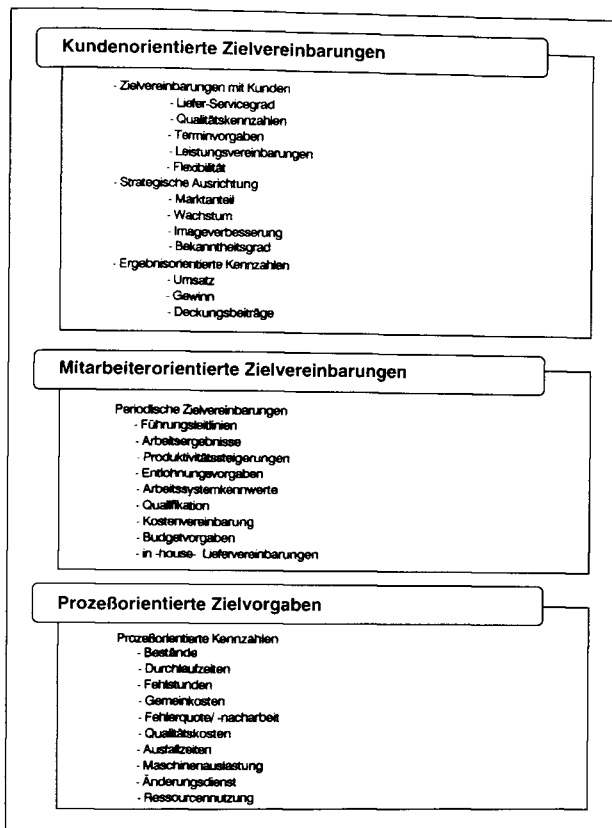 Kundenorientierte Zielvereinbarungen
- Zielvereinbarungen mit Kunden
- Liefer-Servicegrad
- Qualitätskennzahlen
- Terminvorgaben
- Leistungsvereinbarungen
- Flexibilität
- Strategische Ausrichtung
- Marktanteil
- Wachstum
- Imageverbesserung
- Bekanntheitsgrad
- Ergebnisorientierte Kennzahlen
- Umsatz
- Gewinn
- Deckungsbeiträge
Mitarbeiterorientierte Zielvereinbarungen
Periodische Zielvereinbarungen
- Führungsleitlinien
- Arbeitsergebnisse
- Produktivitätssteigerungen
- Entlohnungsvorgaben
- Arbeitssystemkennwerte
- Qualifikation
- Kostenvereinbarung
- Budgetvorgaben
- in -house- Liefervereinbarungen
Prozeßorientierte Zielvorgaben
Prozeßorientierte Kennzahlen
- Bestände
- Durchlaufzeiten
- Fehlstunden
- Gemeinkosten
- Fehlerquote/ -nacharbeit
- Qualitätskosten
- Ausfallzeiten
- Maschinenauslastung
- Änderungsdienst
- Ressourcennutzung